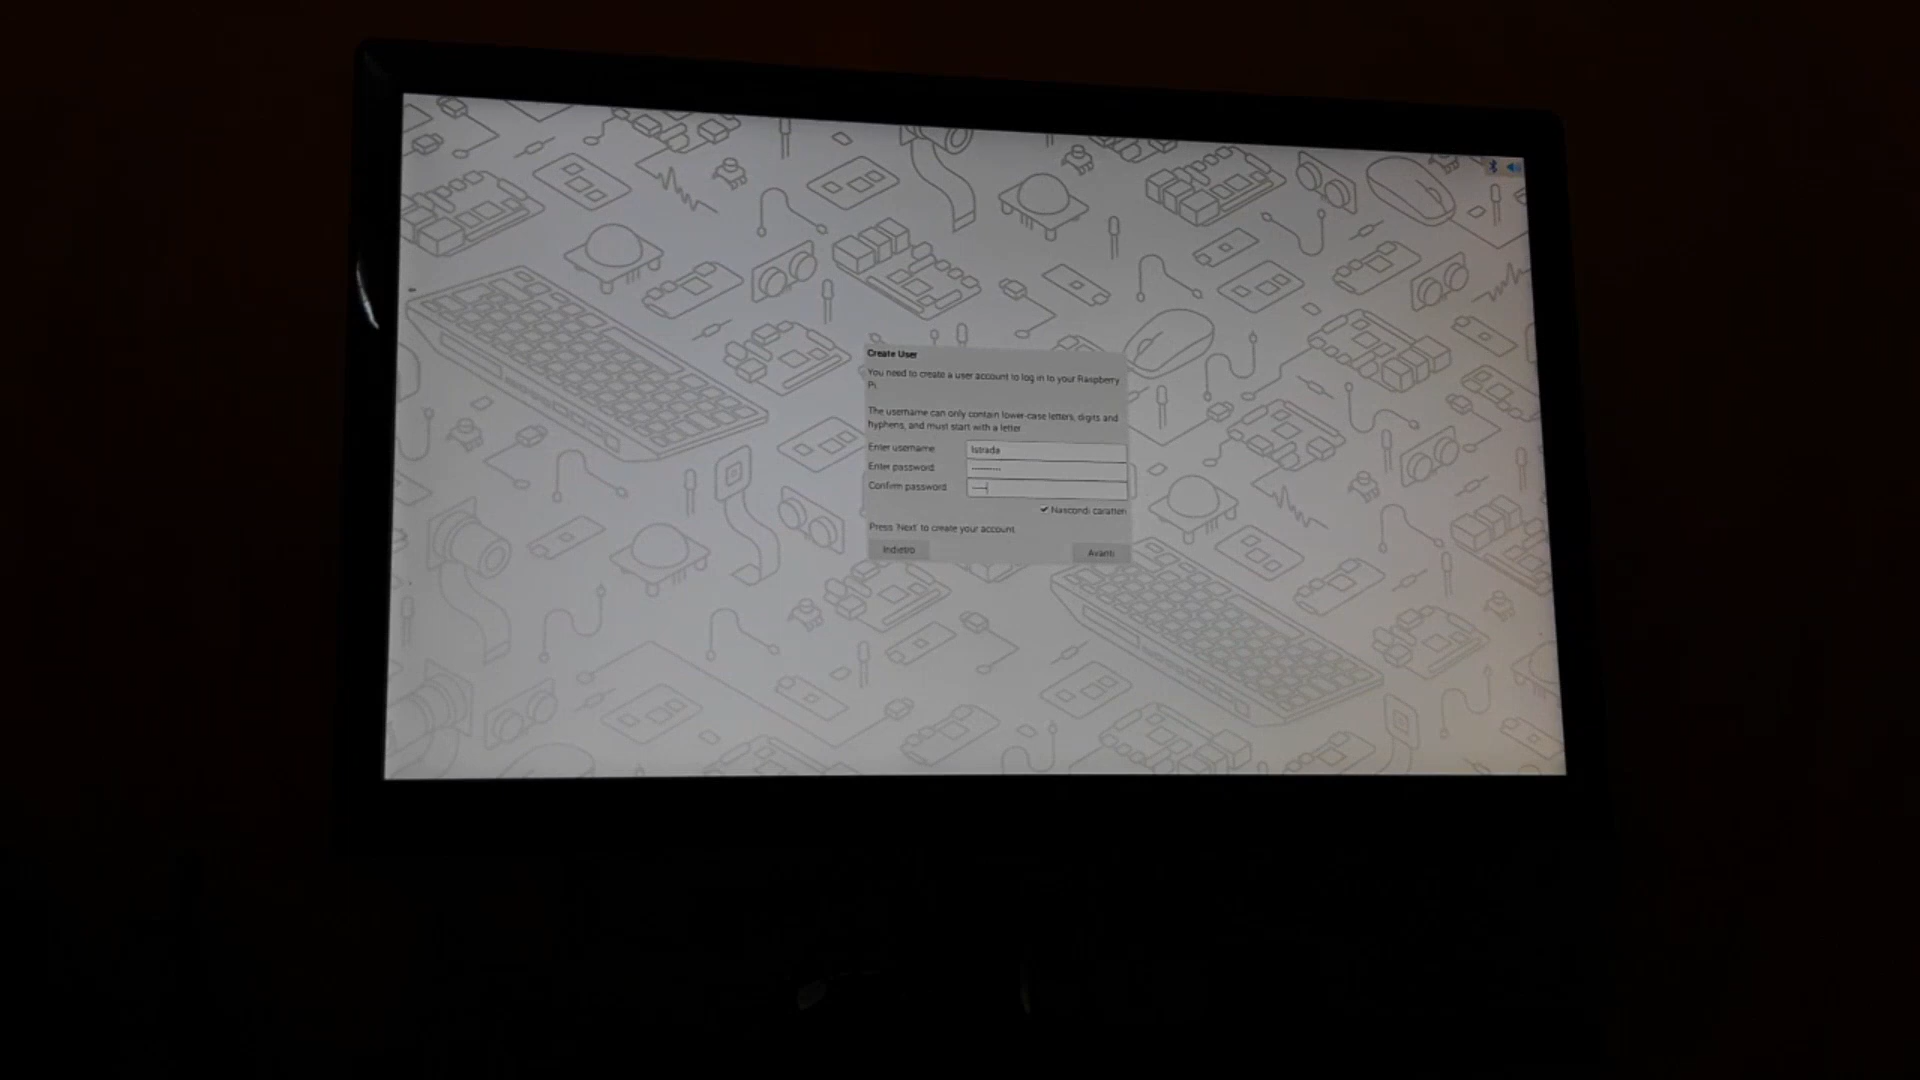 Create User
You need to create a user account to log in to your Raspberry
Pi.
The username can only contain lower-case letters, digits and
hyphens, and must start with a letter.
Enter username
lstrada
Enter password
Confirm password
Nascondi caratteri
Press 'Next' to create your account.
Indietro
Avanti